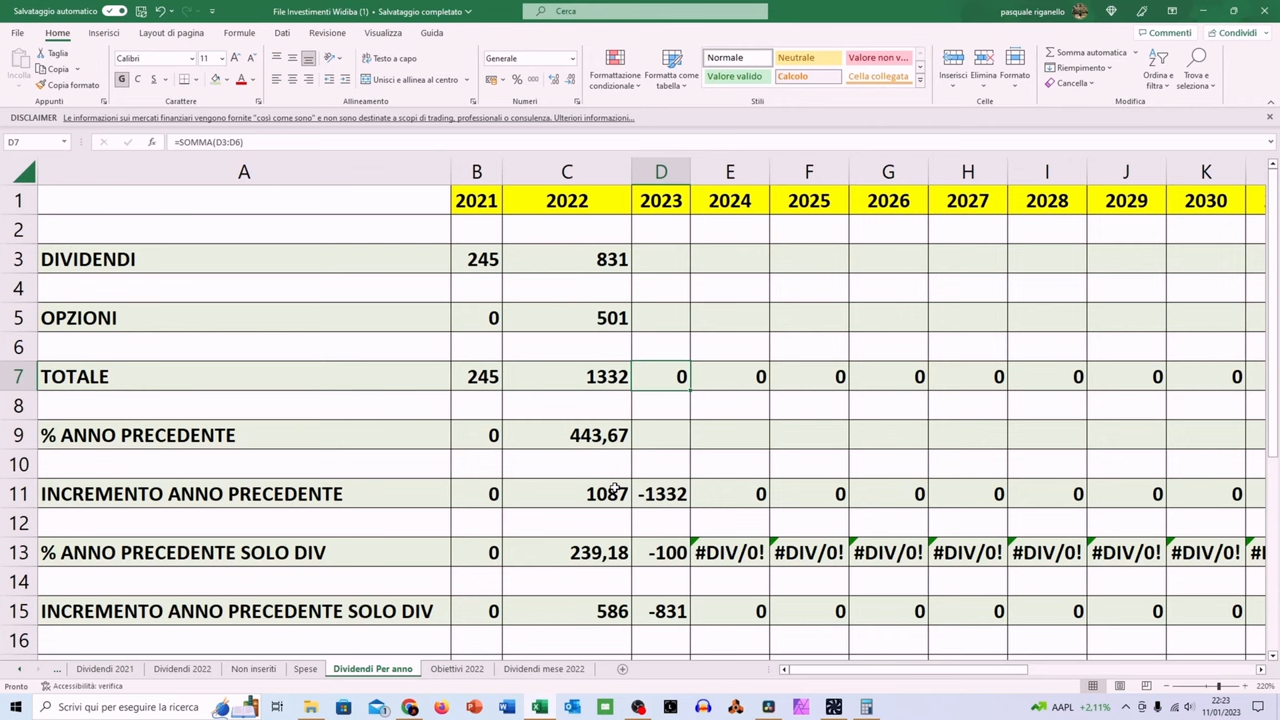 Salvataggio automatico
File Investimenti Widiba (1) • Salvataggio completato
Cerca
pasquale riganello
File Home Inserisci Layout di pagina Formule Dati Revisione Visualizza Guida Commenti Condividi
Taglia
Incolla
Copia
Copia formato
Appunti
Calibri 11
G C S
Carattere
Testo a capo
Unisci e allinea al centro
Allineamento
Generale
% 000
Numeri
Formattazione condizionale
Formatta come tabella
Normale Neutrale Valore non v...
Valore valido Calcolo Cella collegata
Stili
Inserisci Elimina Formato
Celle
Somma automatica
Riempimento
Cancella
Ordina e filtra
Trova e seleziona
Modifica
DISCLAIMER Le informazioni sui mercati finanziari vengono fornite "così come sono" e non sono destinate a scopi di trading, professionali o consulenza. Ulteriori informazioni...
D7 fx =SOMMA(D3:D6)
A B C D E F G H I J K
1 2021 2022 2023 2024 2025 2026 2027 2028 2029 2030
2
3 DIVIDENDI 245 831
4
5 OPZIONI 0 501
6
7 TOTALE 245 1332 0 0 0 0 0 0 0 0
8
9 % ANNO PRECEDENTE 0 443,67
10
11 INCREMENTO ANNO PRECEDENTE 0 1087 -1332 0 0 0 0 0 0 0
12
13 % ANNO PRECEDENTE SOLO DIV 0 239,18 -100 #DIV/0! #DIV/0! #DIV/0! #DIV/0! #DIV/0! #DIV/0! #DIV/0!
14
15 INCREMENTO ANNO PRECEDENTE SOLO DIV 0 586 -831 0 0 0 0 0 0 0
16
... Dividendi 2021 Dividendi 2022 Non inseriti Spese Dividendi Per anno Obiettivi 2022 Dividendi mese 2022
Pronto Accessibilità: verifica 220%
Scrivi qui per eseguire la ricerca
AAPL +2,11%
22:23
11/01/2023